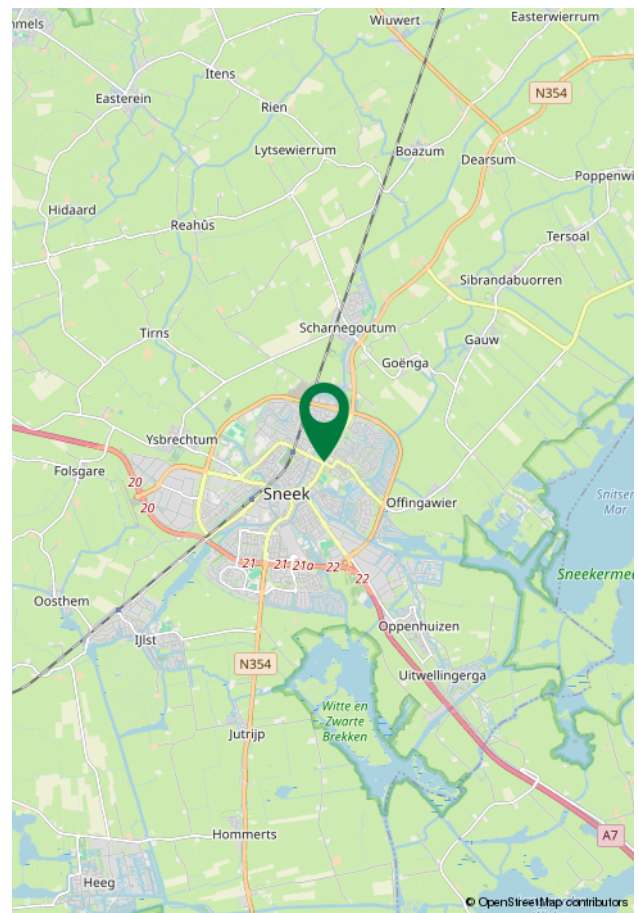 mmels
Wiuwert
Easterwierrum
Itens
Easterein
N354
Rien
Lytsewierrum
Boazum
Dearsum
Poppenwi
Hidaard
Reahûs
Tersoal
Sibrandabuorren
Scharnegoutum
Tirns
Gauw
Goënga
Ysbrechtum
Folsgare
20
20
Sneek
Offingawier
Snitser
Mar
21
21
21a
22
22
Sneekermee
Oosthem
IJlst
Oppenhuizen
N354
Uitwellingerga
Witte en
Zwarte
Brekken
Jutrijp
Hommerts
A7
Heeg
© OpenStreetMap contributors